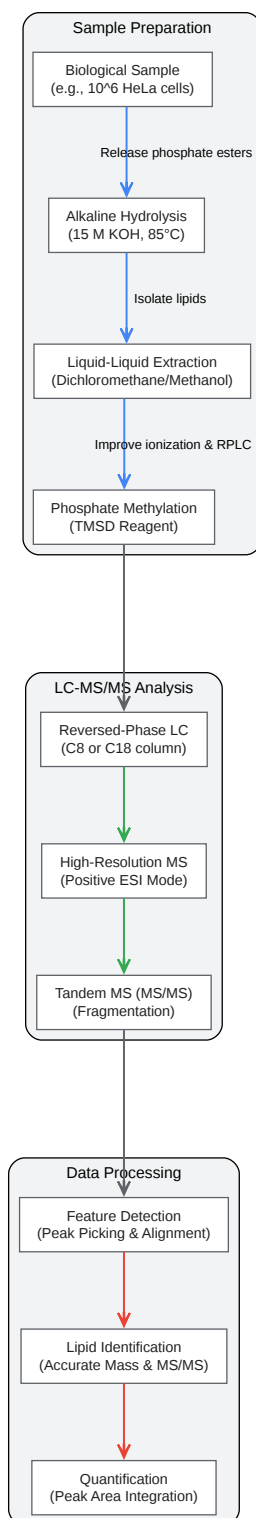 Sample Preparation
Biological Sample
(e.g., 10^6 HeLa cells)
Release phosphate esters
Alkaline Hydrolysis
(15 M KOH, 85°C)
Isolate lipids
Liquid-Liquid Extraction
(Dichloromethane/Methanol)
Improve ionization & RPLC
Phosphate Methylation
(TMSD Reagent)
LC-MS/MS Analysis
Reversed-Phase LC
(C8 or C18 column)
High-Resolution MS
(Positive ESI Mode)
Tandem MS (MS/MS)
(Fragmentation)
Data Processing
Feature Detection
(Peak Picking & Alignment)
Lipid Identification
(Accurate Mass & MS/MS)
Quantification
(Peak Area Integration)